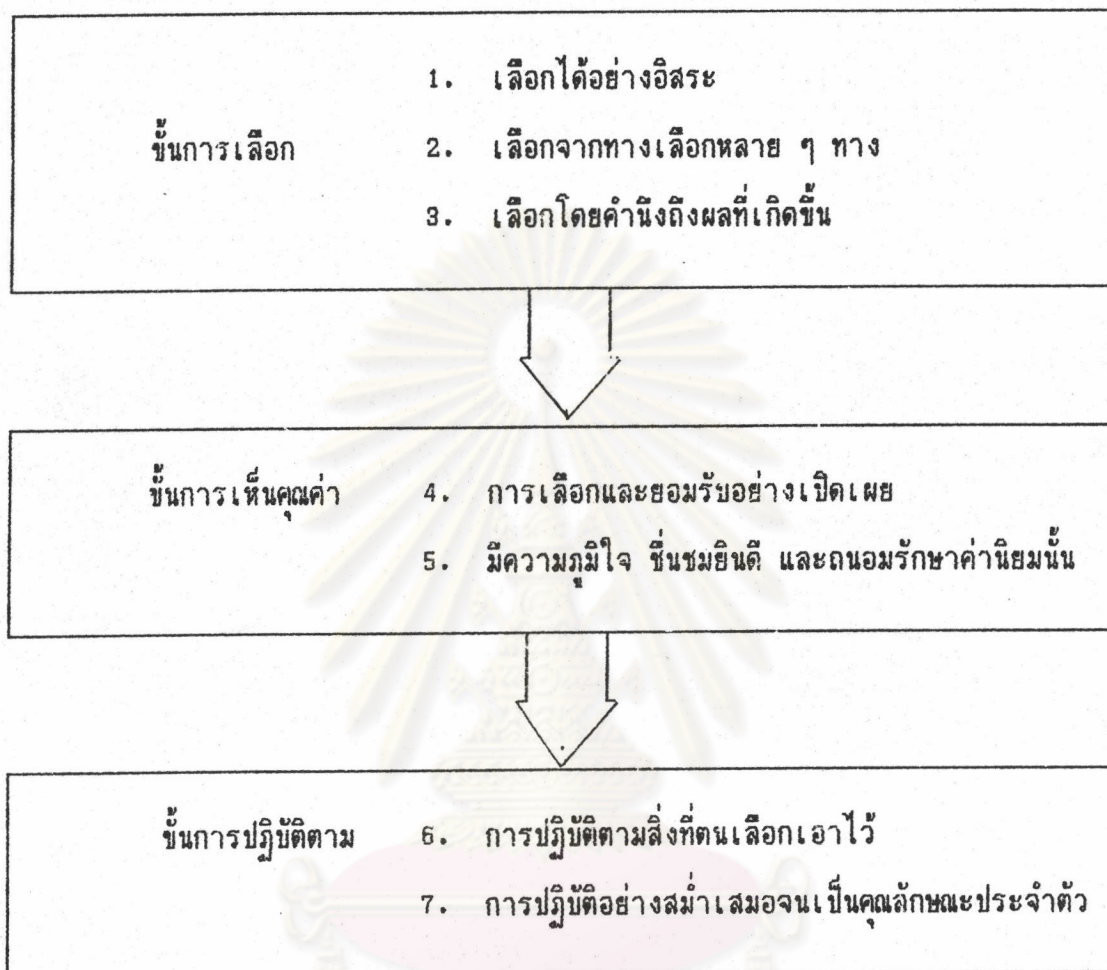 1. เลือกได้อย่างอิสระ
ขั้นการเลือก 2. เลือกจากทางเลือกหลาย ๆ ทาง
3. เลือกโดยคำนึงถึงผลที่เกิดขึ้น
ขั้นการเห็นคุณค่า 4. การเลือกและยอมรับอย่างเปิดเผย
5. มีความภูมิใจ ชื่นชมยินดี และถนอมรักษาค่านิยมนั้น
ขั้นการปฏิบัติตาม 6. การปฏิบัติตามสิ่งที่ตนเลือกเอาไว้
7. การปฏิบัติอย่างสม่ำเสมอจนเป็นคุณลักษณะประจำตัว